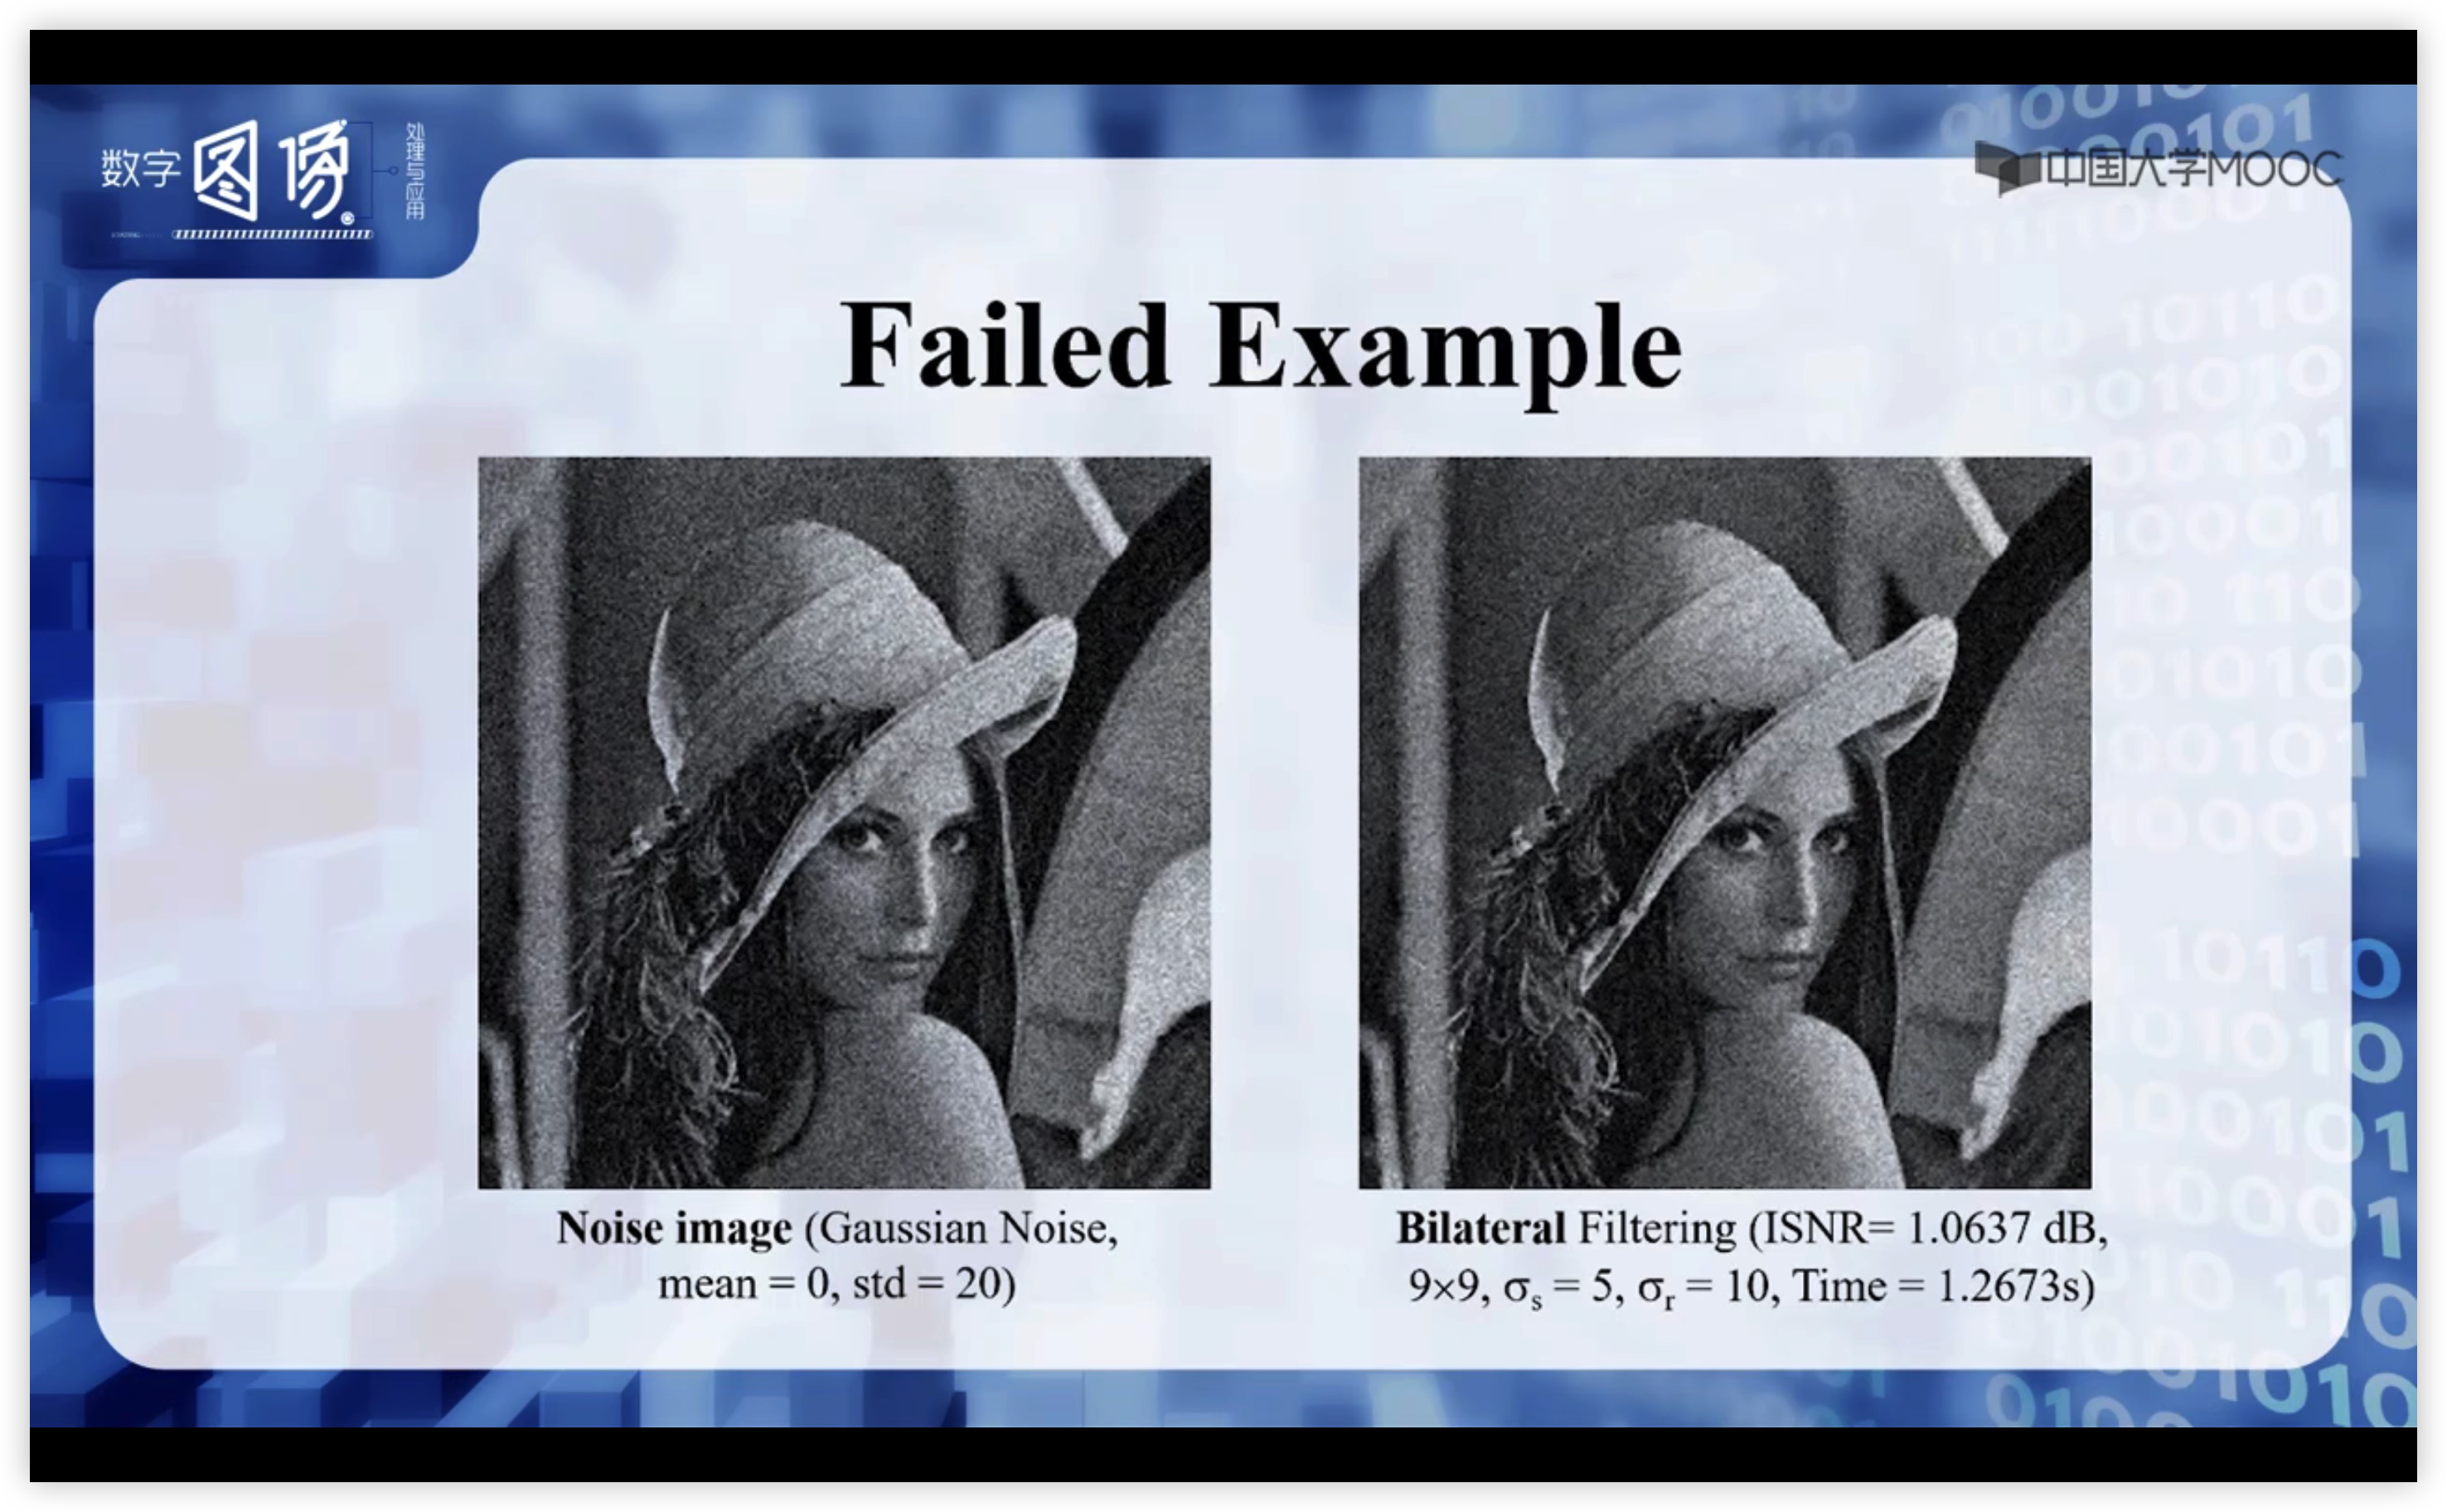 数字图像
处理与应用
中国大学MOOC
Failed Example
Noise image (Gaussian Noise,
mean = 0, std = 20)
Bilateral Filtering (ISNR= 1.0637 dB,
9×9, σs = 5, σr = 10, Time = 1.2673s)